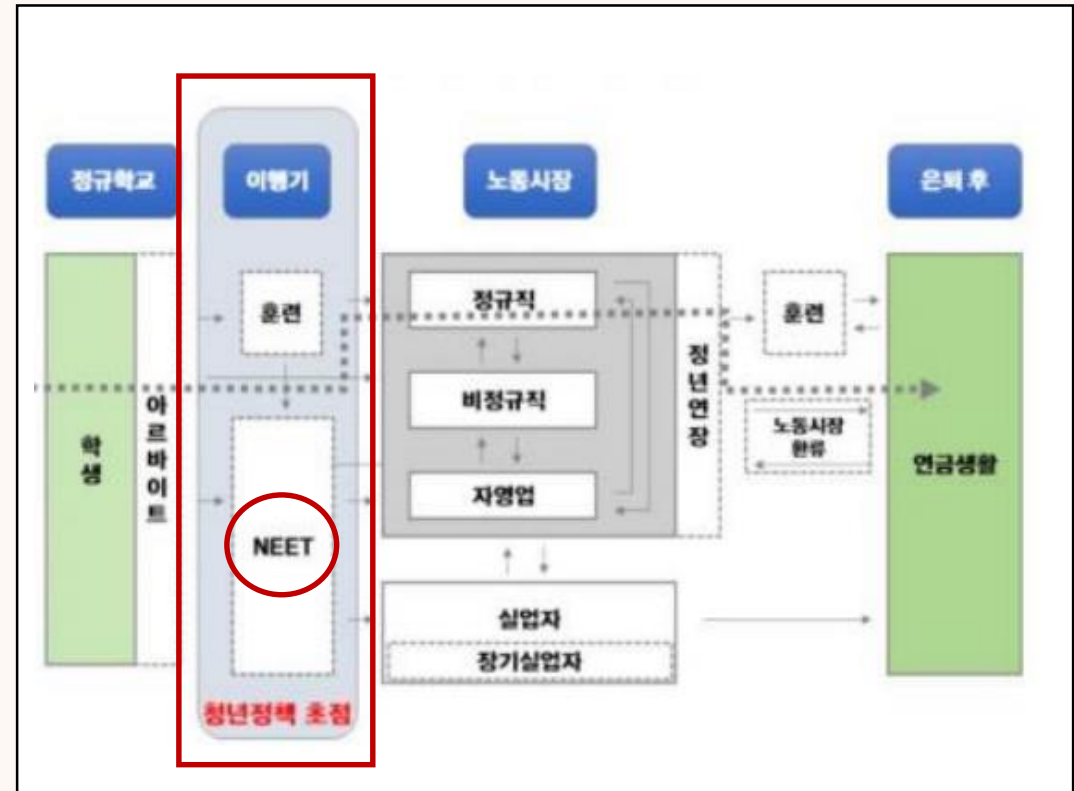 정규학교
이행기
노동시장
은퇴 후
학생
아르바이트
훈련
NEET
청년정책 초점
정규직
비정규직
자영업
정년연장
실업자
장기실업자
훈련
노동시장
환류
연금생활